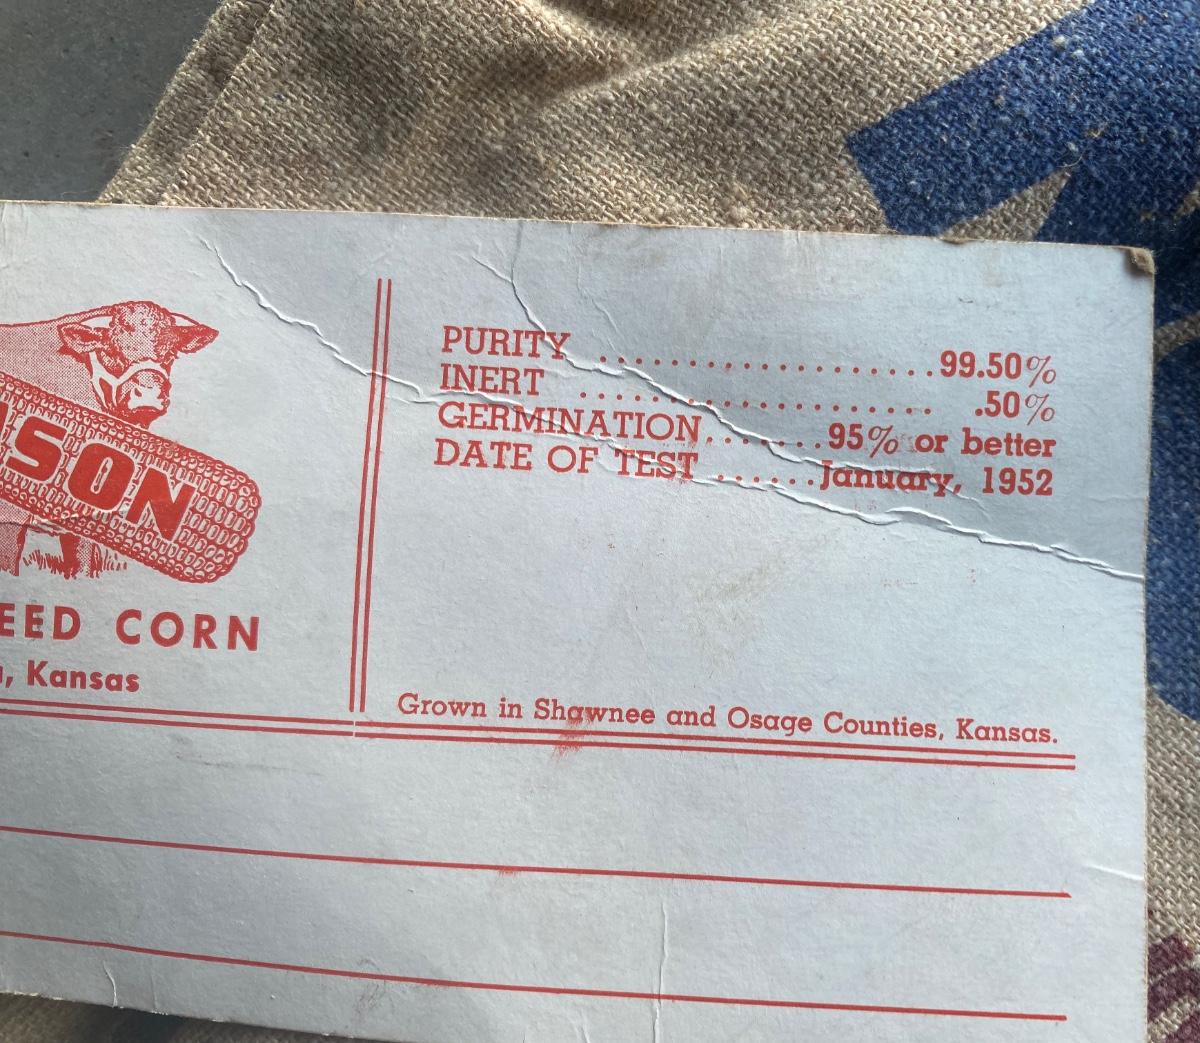 PURITY ..................99.50%
INERT ................... .50%
GERMINATION.......95% or better
DATE OF TEST ......January, 1952
SON
EED CORN
, Kansas
Grown in Shawnee and Osage Counties, Kansas.